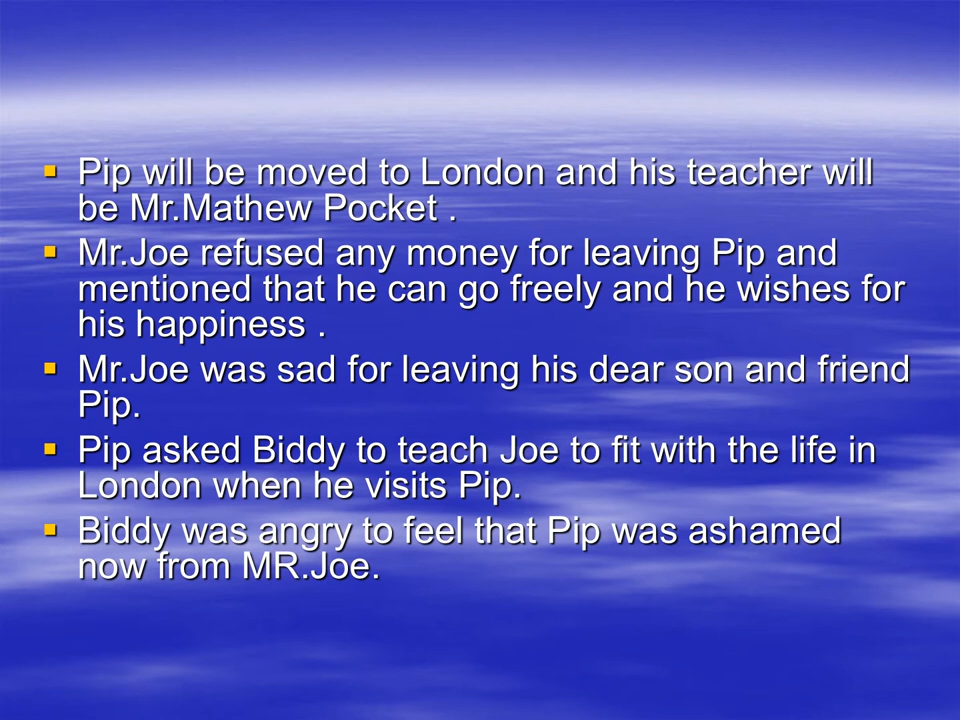 ▪ Pip will be moved to London and his teacher will
be Mr.Mathew Pocket .
▪ Mr.Joe refused any money for leaving Pip and
mentioned that he can go freely and he wishes for
his happiness .
▪ Mr.Joe was sad for leaving his dear son and friend
Pip.
▪ Pip asked Biddy to teach Joe to fit with the life in
London when he visits Pip.
▪ Biddy was angry to feel that Pip was ashamed
now from MR.Joe.